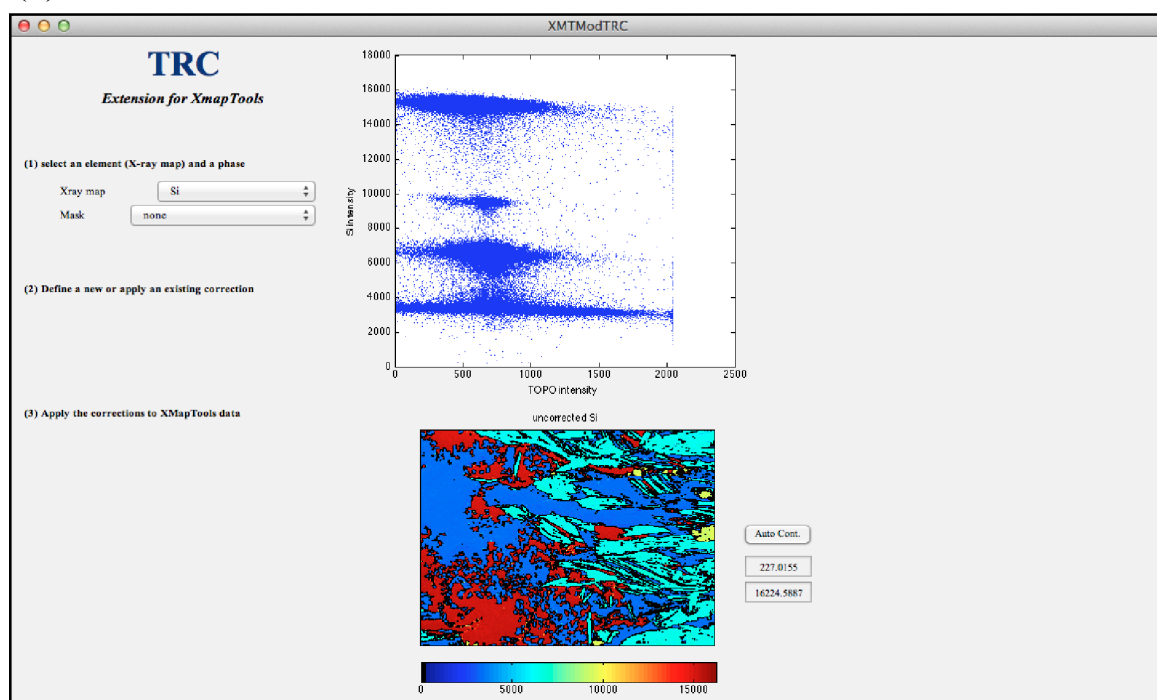 XMTModTRC
TRC
Extension for XmapTools
(1) select an element (X-ray map) and a phase
Xray map
Si
Mask
none
(2) Define a new or apply an existing correction
(3) Apply the corrections to XMapTools data
18000
16000
14000
12000
10000
8000
6000
4000
2000
0
Si intensity
0 500 1000 1500 2000 2500
TOPO intensity
uncorrected Si
Auto Cont.
227.0155
16224.5887
0 5000 10000 15000